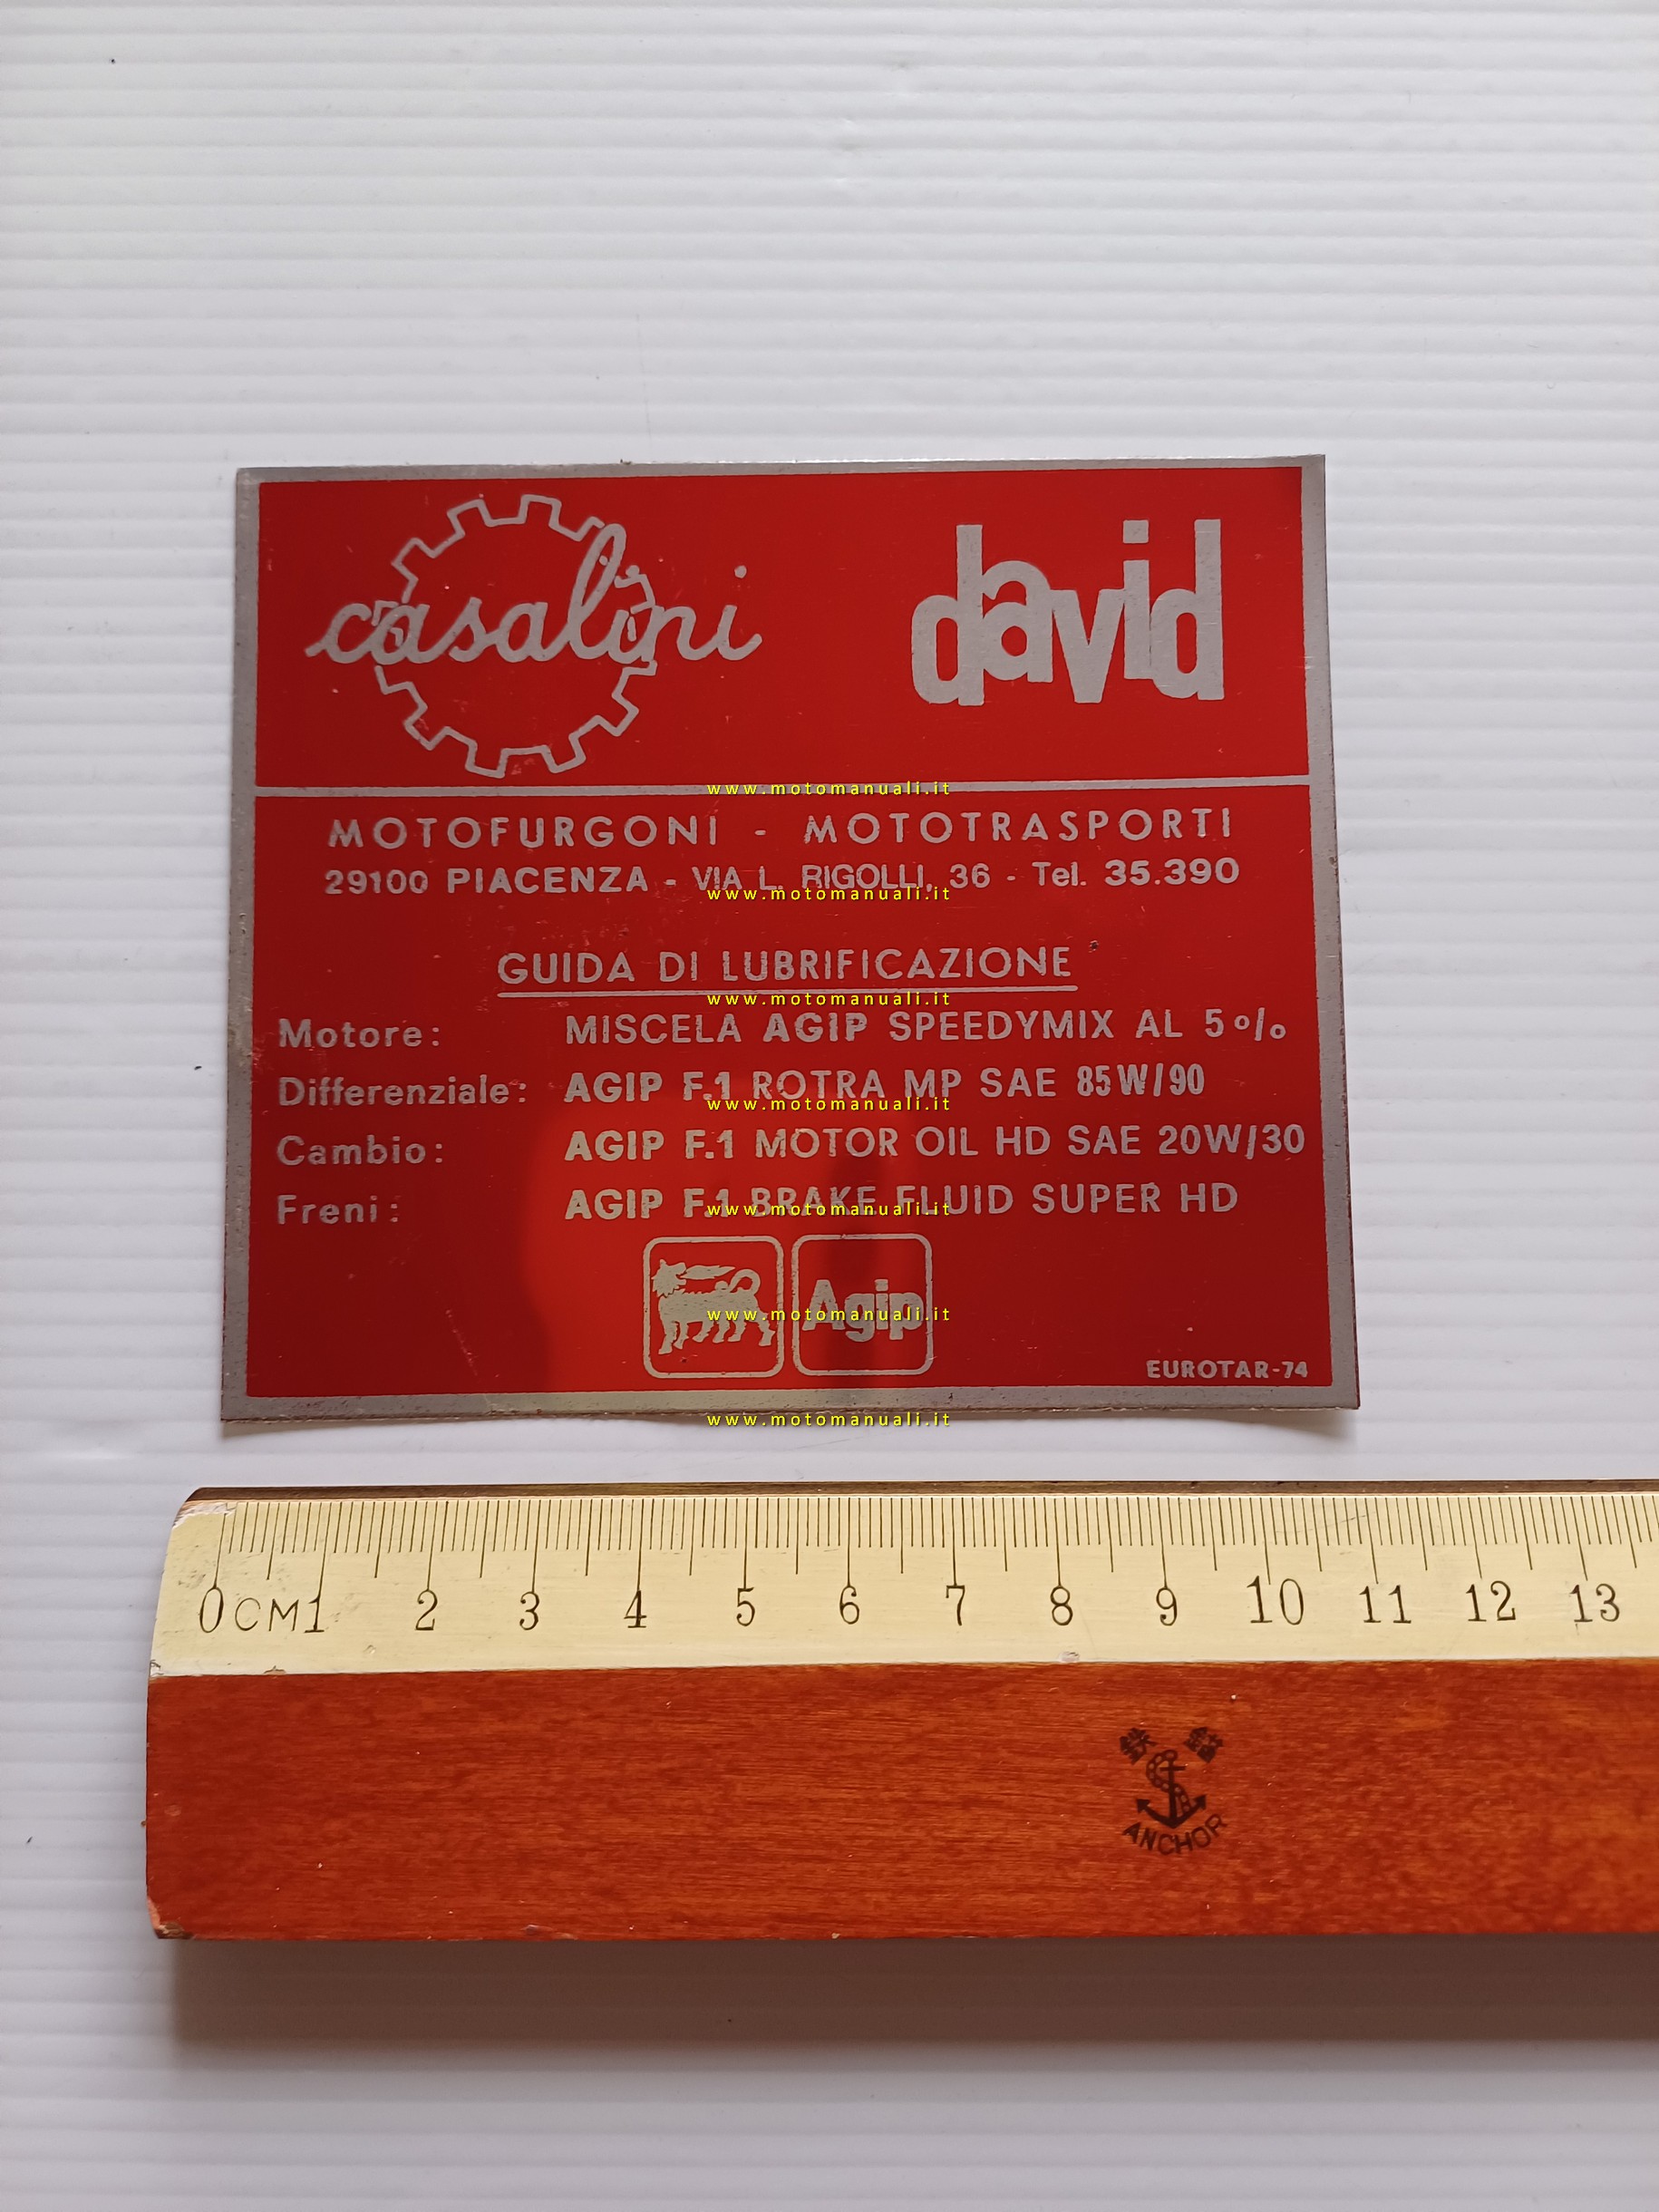 casalini david
www.motomanuali.it
MOTOFURGONI - MOTOTRASPORTI
29100 PIACENZA - VIA L. RIGOLLI, 36 - Tel. 35.390
www.motomanuali.it
GUIDA DI LUBRIFICAZIONE
www.motomanuali.it
Motore: MISCELA AGIP SPEEDYMIX AL 5%
Differenziale: AGIP F.1 ROTRA MP SAE 85W/90
www.motomanuali.it
Cambio: AGIP F.1 MOTOR OIL HD SAE 20W/30
Freni: AGIP F.1 BRAKE FLUID SUPER HD
www.motomanuali.it
Agip
www.motomanuali.it
EUROTAR-74
www.motomanuali.it
0CM1 2 3 4 5 6 7 8 9 10 11 12 13
鉄 錨
ANCHOR